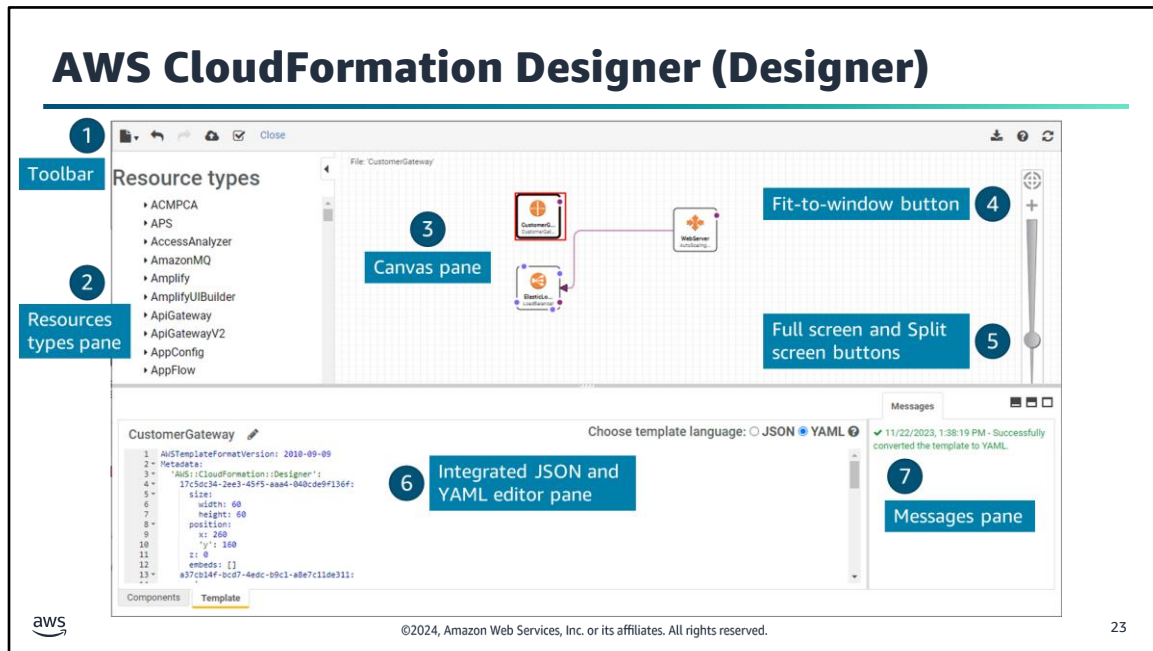 AWS CloudFormation Designer (Designer)
1
Toolbar
Close
Resource types
ACMPCA
APS
AccessAnalyzer
AmazonMQ
Amplify
AmplifyUIBuilder
ApiGateway
ApiGatewayV2
AppConfig
AppFlow
2
Resources
types pane
File: 'CustomerGateway'
3
Canvas pane
CustomerG...
CustomerGat...
WebServer
AutoScaling...
ElasticLo...
LoadBalancer
Fit-to-window button
4
Full screen and Split
screen buttons
5
CustomerGateway
Choose template language: JSON YAML
1 AWSTemplateFormatVersion: 2010-09-09
2 Metadata:
3 'AWS::CloudFormation::Designer':
4 17c5dc34-2ee3-45f5-aaa4-040cde9f136f:
5 size:
6 width: 60
7 height: 60
8 position:
9 x: 260
10 'y': 160
11 z: 0
12 embeds: []
13 a37cb14f-bcd7-4edc-b9c1-a8e7c11de311:
6
Integrated JSON and
YAML editor pane
Components
Template
Messages
11/22/2023, 1:38:19 PM - Successfully
converted the template to YAML.
7
Messages pane
aws
©2024, Amazon Web Services, Inc. or its affiliates. All rights reserved.
23